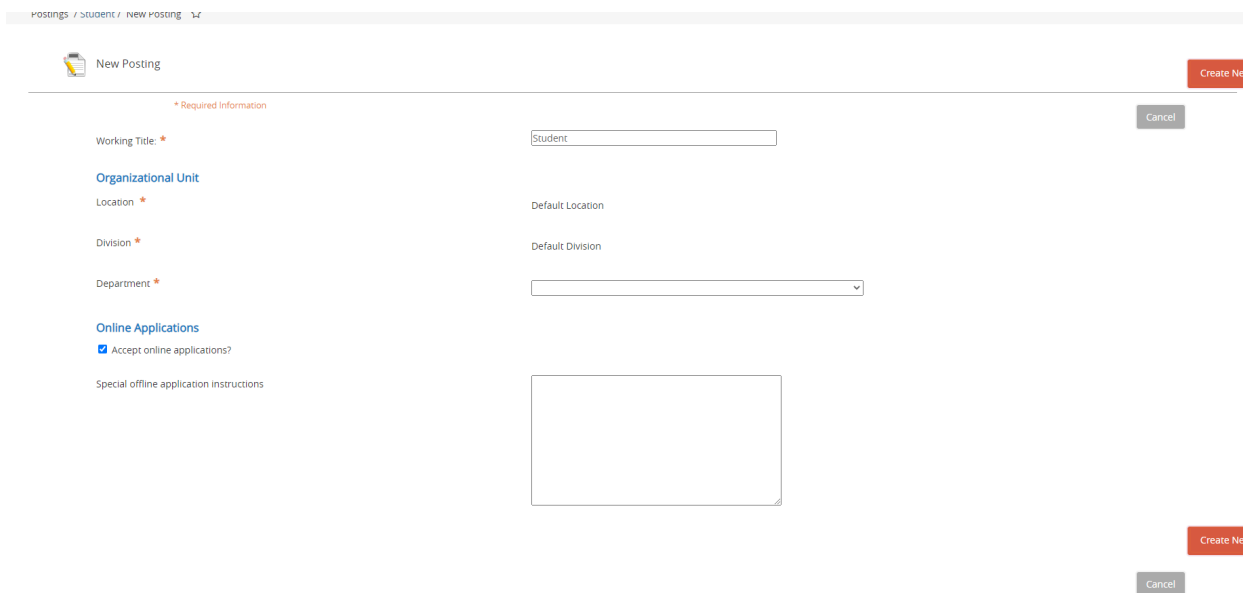 Postings / Student / New Posting
New Posting
Create Ne
* Required Information
Cancel
Working Title: *
Student
Organizational Unit
Location *
Default Location
Division *
Default Division
Department *
Online Applications
Accept online applications?
Special offline application instructions
Create Ne
Cancel